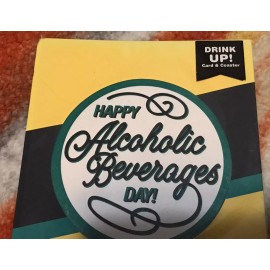 DRINK
UP!
Card & Coaster
HAPPY
Alcoholic
Beverages
DAY!